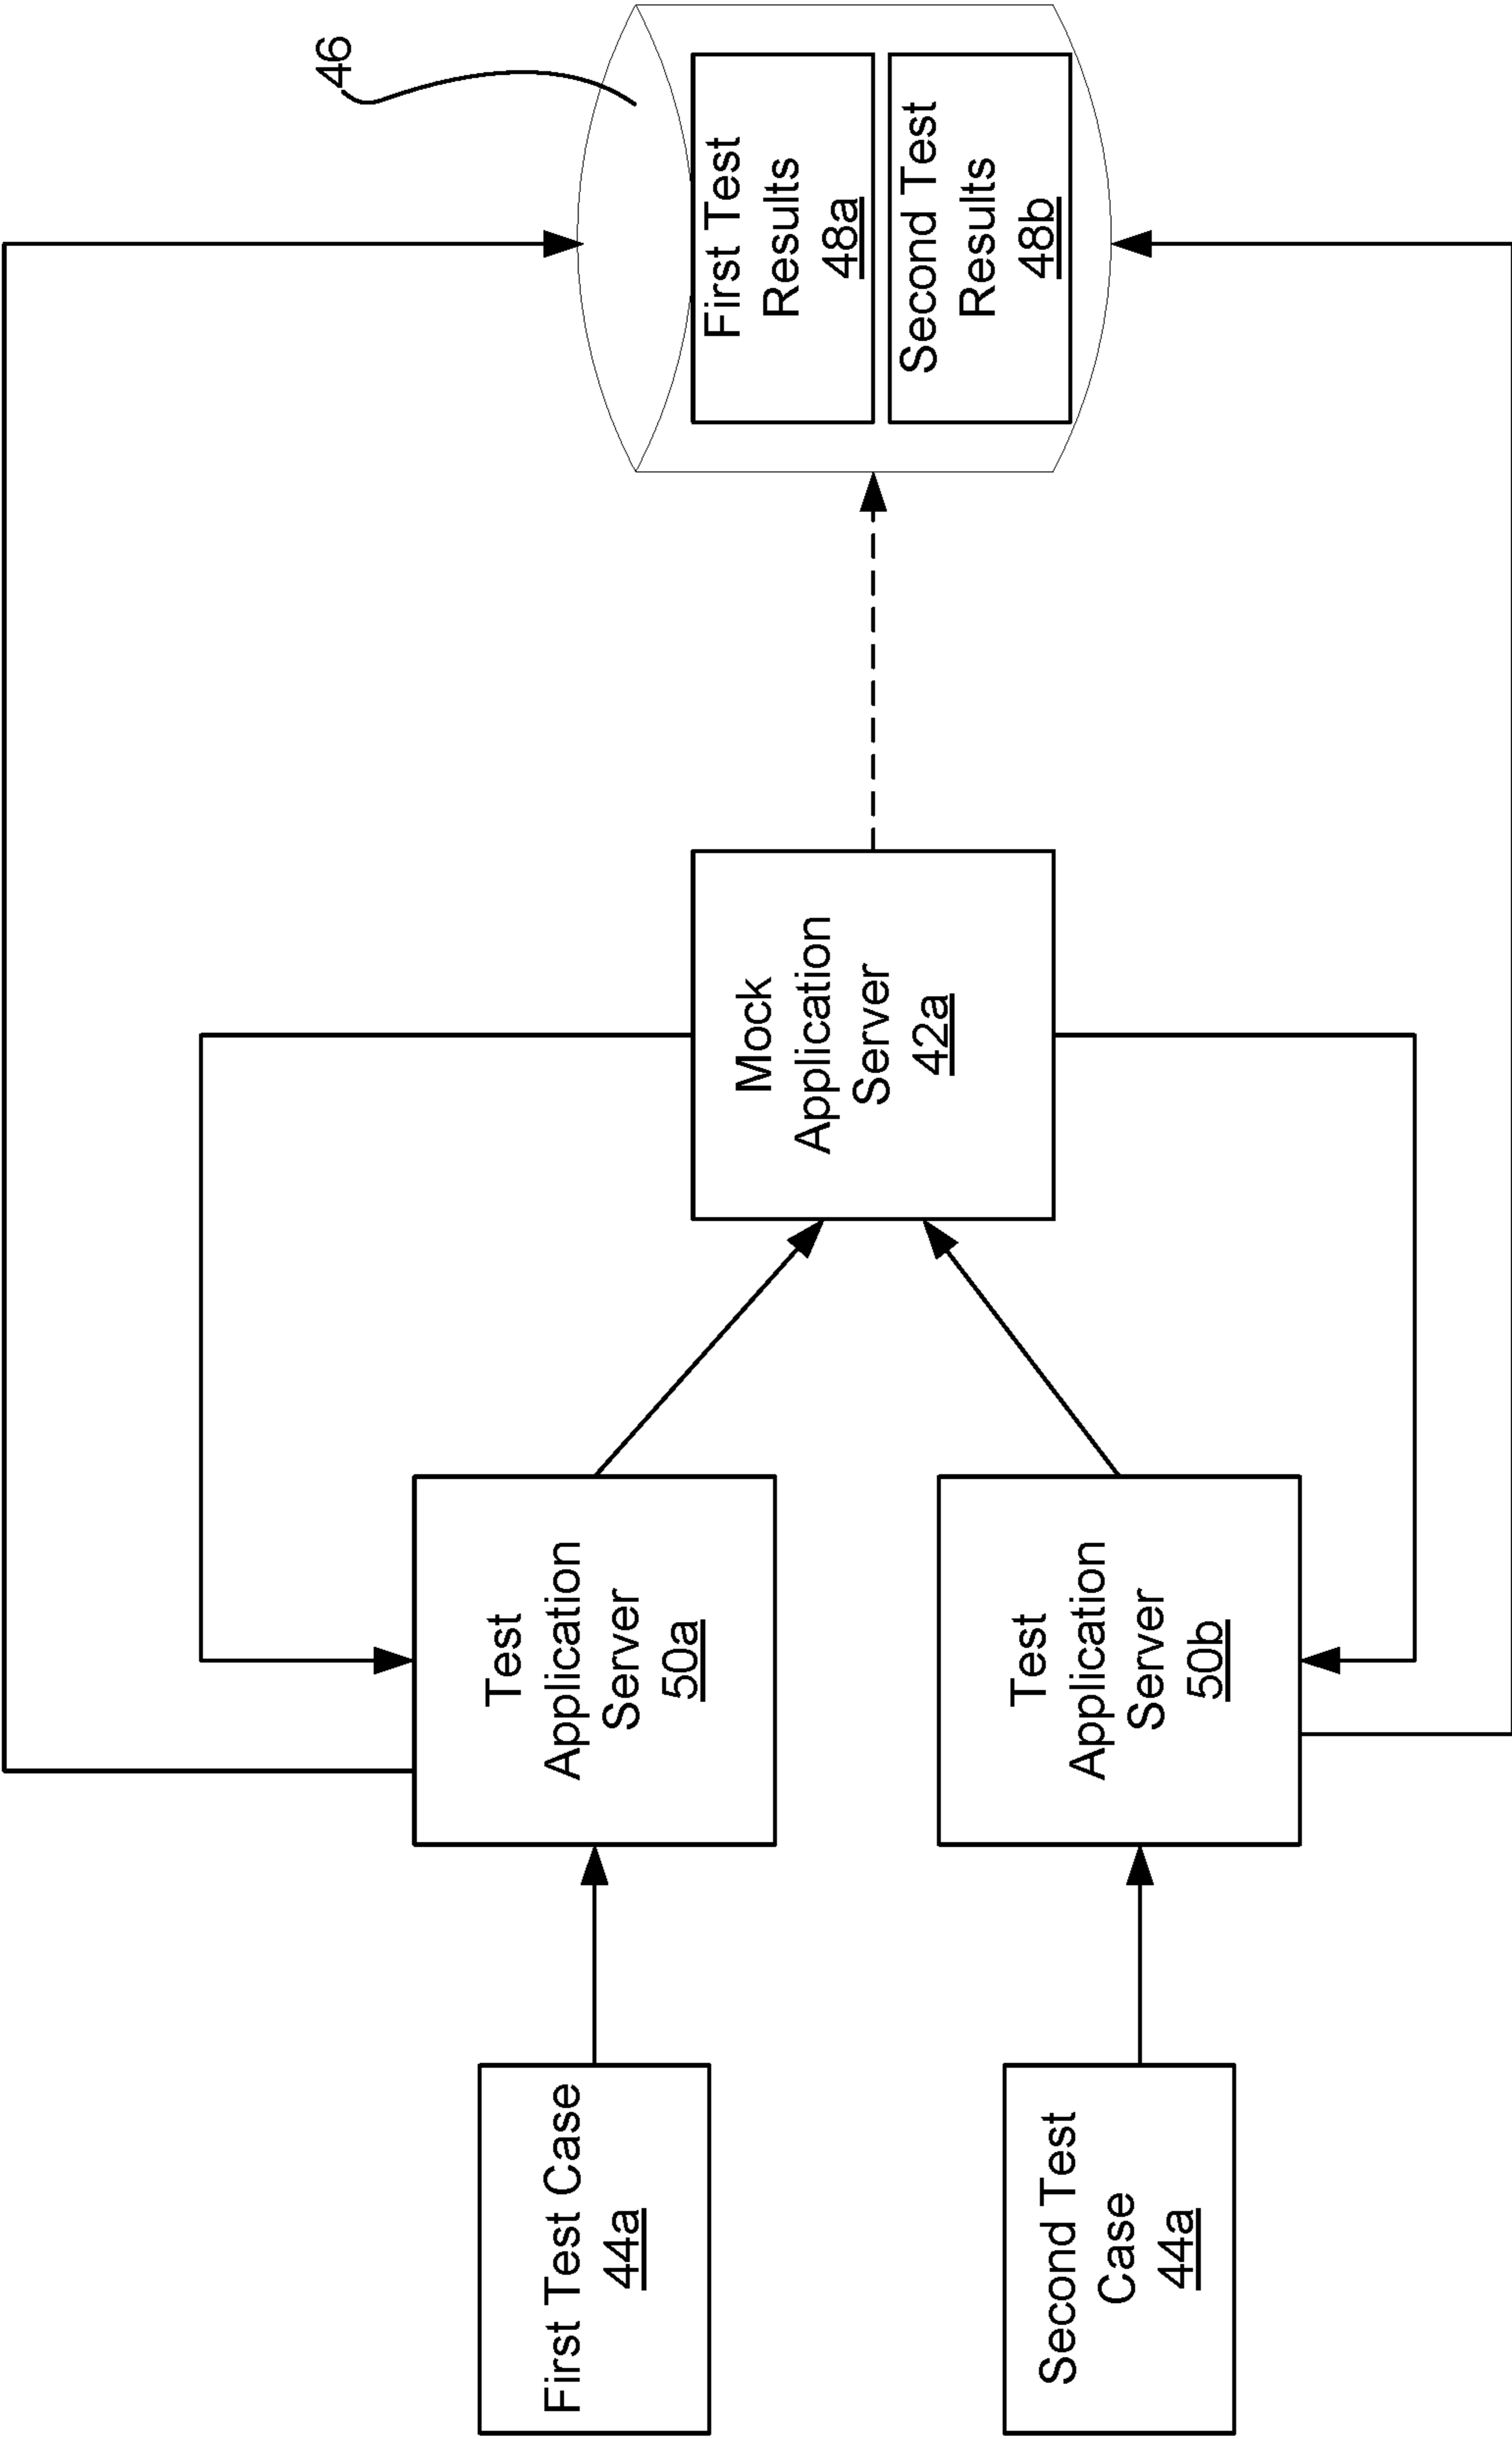 First Test Case
44a
Second Test
Case
44a
Test
Application
Server
50a
Test
Application
Server
50b
Mock
Application
Server
42a
46
First Test
Results
48a
Second Test
Results
48b